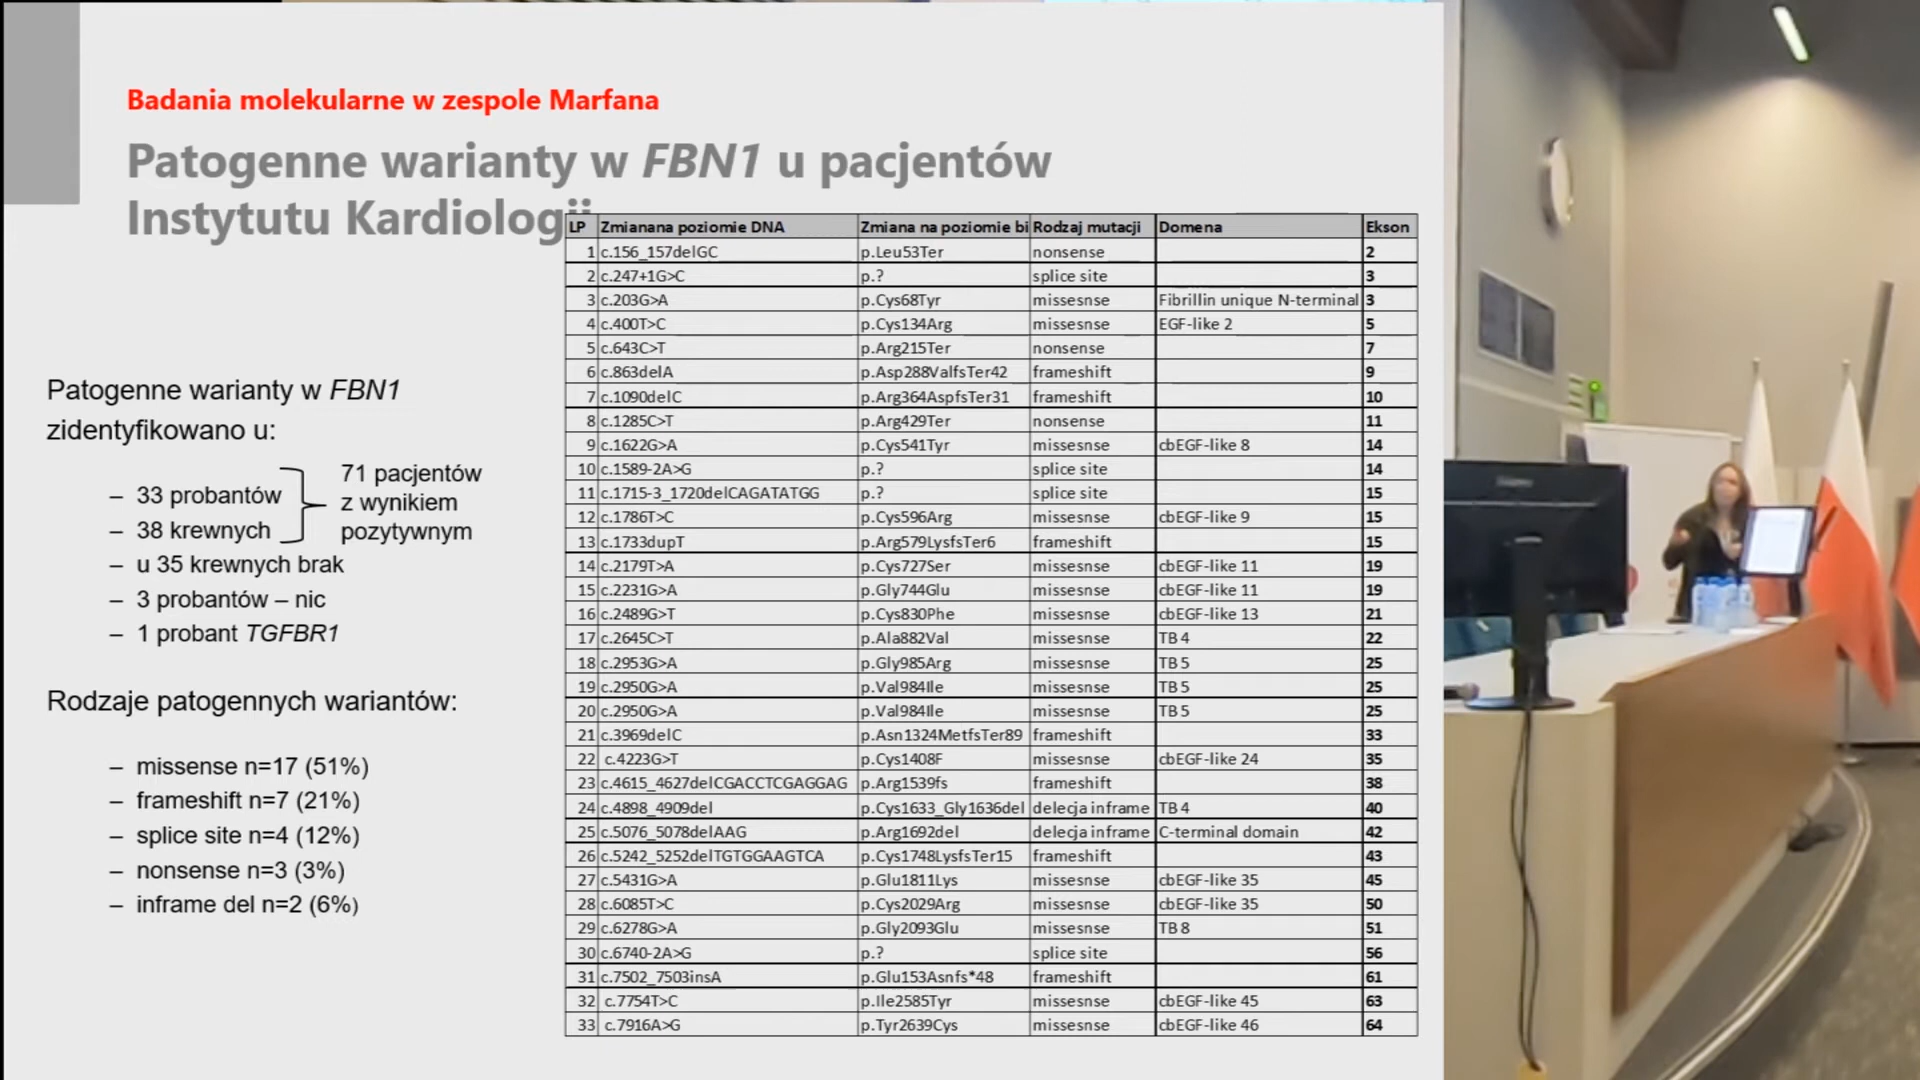 Badania molekularne w zespole Marfana
Patogenne warianty w FBN1 u pacjentów
Instytutu Kardiologii
Patogenne warianty w FBN1
zidentyfikowano u:
– 33 probantów
– 38 krewnych
71 pacjentów
z wynikiem
pozytywnym
– u 35 krewnych brak
– 3 probantów – nic
– 1 probant TGFBR1
Rodzaje patogennych wariantów:
– missense n=17 (51%)
– frameshift n=7 (21%)
– splice site n=4 (12%)
– nonsense n=3 (3%)
– inframe del n=2 (6%)
LP Zmianana poziomie DNA Zmiana na poziomie bi Rodzaj mutacji Domena Ekson
1 c.156_157delGC p.Leu53Ter nonsense 2
2 c.247+1G>C p.? splice site 3
3 c.203G>A p.Cys68Tyr missesnse Fibrillin unique N-terminal 3
4 c.400T>C p.Cys134Arg missesnse EGF-like 2 5
5 c.643C>T p.Arg215Ter nonsense 7
6 c.863delA p.Asp288ValfsTer42 frameshift 9
7 c.1090delC p.Arg364AspfsTer31 frameshift 10
8 c.1285C>T p.Arg429Ter nonsense 11
9 c.1622G>A p.Cys541Tyr missesnse cbEGF-like 8 14
10 c.1589-2A>G p.? splice site 14
11 c.1715-3_1720delCAGATATGG p.? splice site 15
12 c.1786T>C p.Cys596Arg missesnse cbEGF-like 9 15
13 c.1733dupT p.Arg579LysfsTer6 frameshift 15
14 c.2179T>A p.Cys727Ser missesnse cbEGF-like 11 19
15 c.2231G>A p.Gly744Glu missesnse cbEGF-like 11 19
16 c.2489G>T p.Cys830Phe missesnse cbEGF-like 13 21
17 c.2645C>T p.Ala882Val missesnse TB 4 22
18 c.2953G>A p.Gly985Arg missesnse TB 5 25
19 c.2950G>A p.Val984Ile missesnse TB 5 25
20 c.2950G>A p.Val984Ile missesnse TB 5 25
21 c.3969delC p.Asn1324MetfsTer89 frameshift 33
22 c.4223G>T p.Cys1408F missesnse cbEGF-like 24 35
23 c.4615_4627delCGACCTCGAGGAG p.Arg1539fs frameshift 38
24 c.4898_4909del p.Cys1633_Gly1636del delecja inframe TB 4 40
25 c.5076_5078delAAG p.Arg1692del delecja inframe C-terminal domain 42
26 c.5242_5252delTGTGGAAGTCA p.Cys1748LysfsTer15 frameshift 43
27 c.5431G>A p.Glu1811Lys missesnse cbEGF-like 35 45
28 c.6085T>C p.Cys2029Arg missesnse cbEGF-like 35 50
29 c.6278G>A p.Gly2093Glu missesnse TB 8 51
30 c.6740-2A>G p.? splice site 56
31 c.7502_7503insA p.Glu153Asnfs*48 frameshift 61
32 c.7754T>C p.Ile2585Tyr missesnse cbEGF-like 45 63
33 c.7916A>G p.Tyr2639Cys missesnse cbEGF-like 46 64